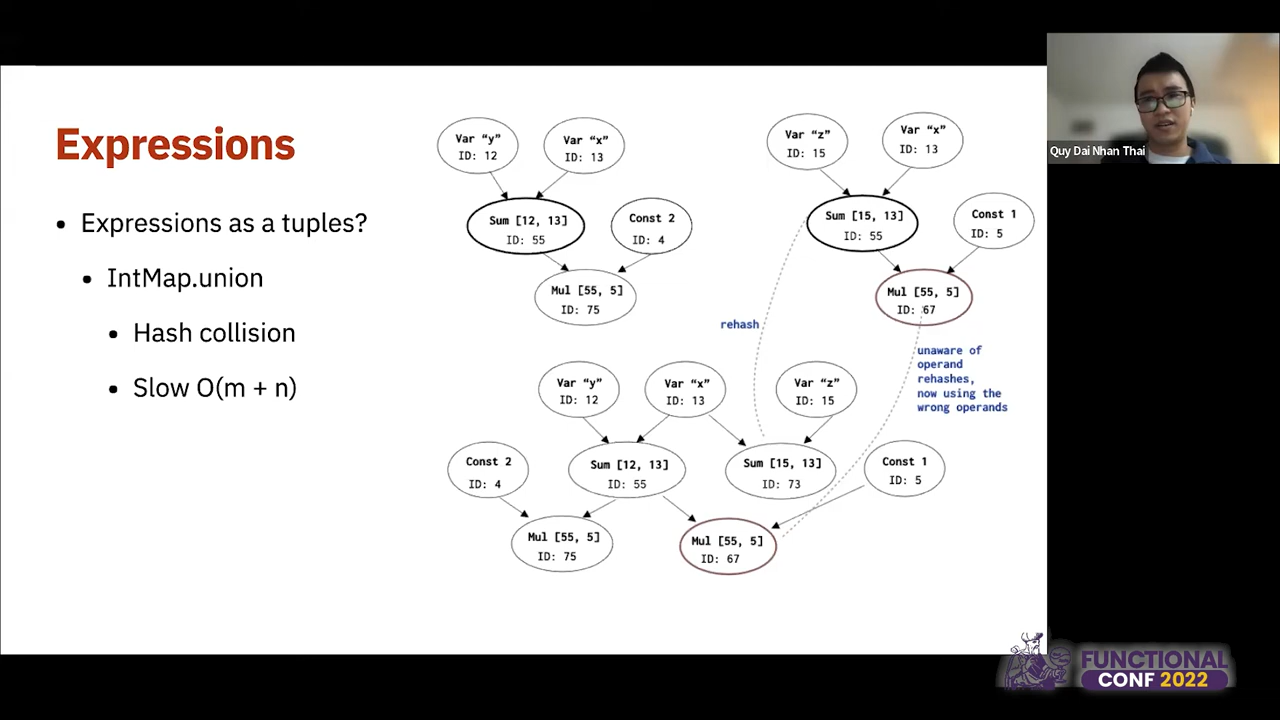 Expressions
Expressions as a tuples?
IntMap.union
Hash collision
Slow O(m + n)
Var “y”
ID: 12
Var “x”
ID: 13
Sum [12, 13]
ID: 55
Const 2
ID: 4
Mul [55, 5]
ID: 75
Var “z”
ID: 15
Var “x”
ID: 13
Sum [15, 13]
ID: 55
Const 1
ID: 5
Mul [55, 5]
ID: 67
rehash
unaware of
operand
rehashes,
now using the
wrong operands
Var “y”
ID: 12
Var “x”
ID: 13
Var “z”
ID: 15
Const 2
ID: 4
Sum [12, 13]
ID: 55
Sum [15, 13]
ID: 73
Const 1
ID: 5
Mul [55, 5]
ID: 75
Mul [55, 5]
ID: 67
Quy Dai Nhan Thai
FUNCTIONAL
CONF 2022